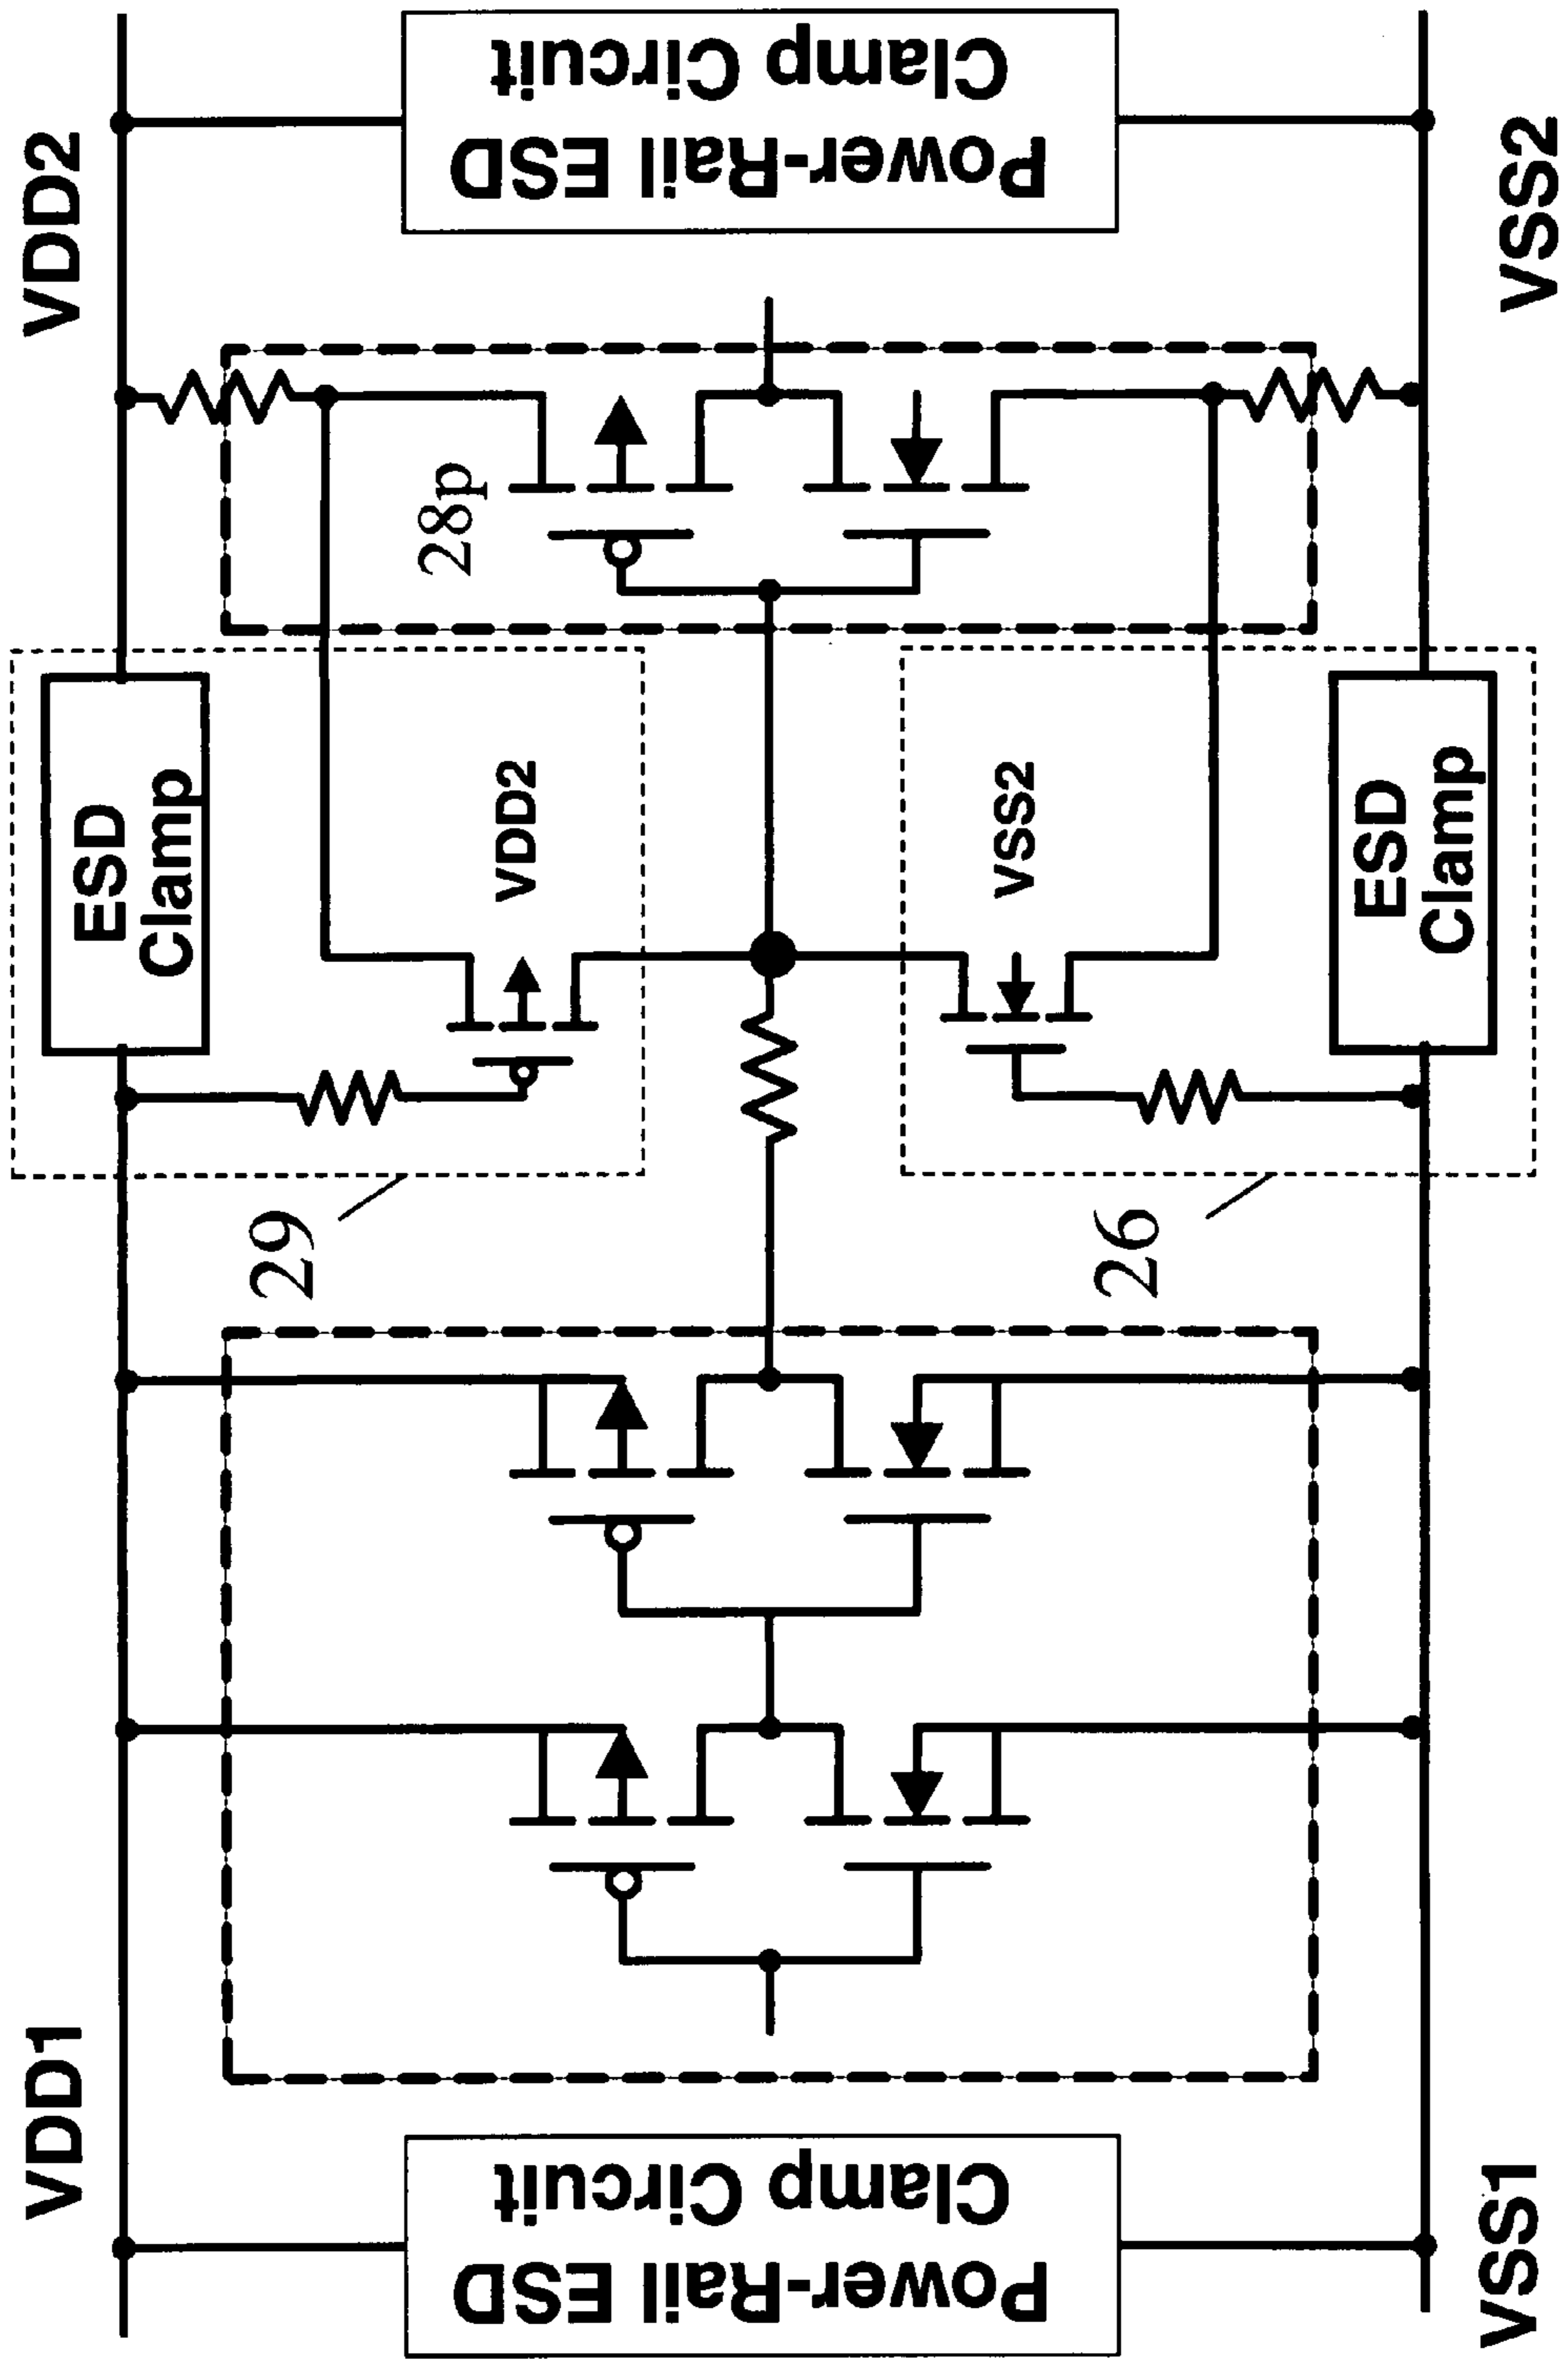 VDD1
VDD2
ESD
Clamp
29
VDD2
28p
Power-Rail ESD
Clamp Circuit
Power-Rail ESD
Clamp Circuit
26
VSS2
ESD
Clamp
VSS1
VSS2